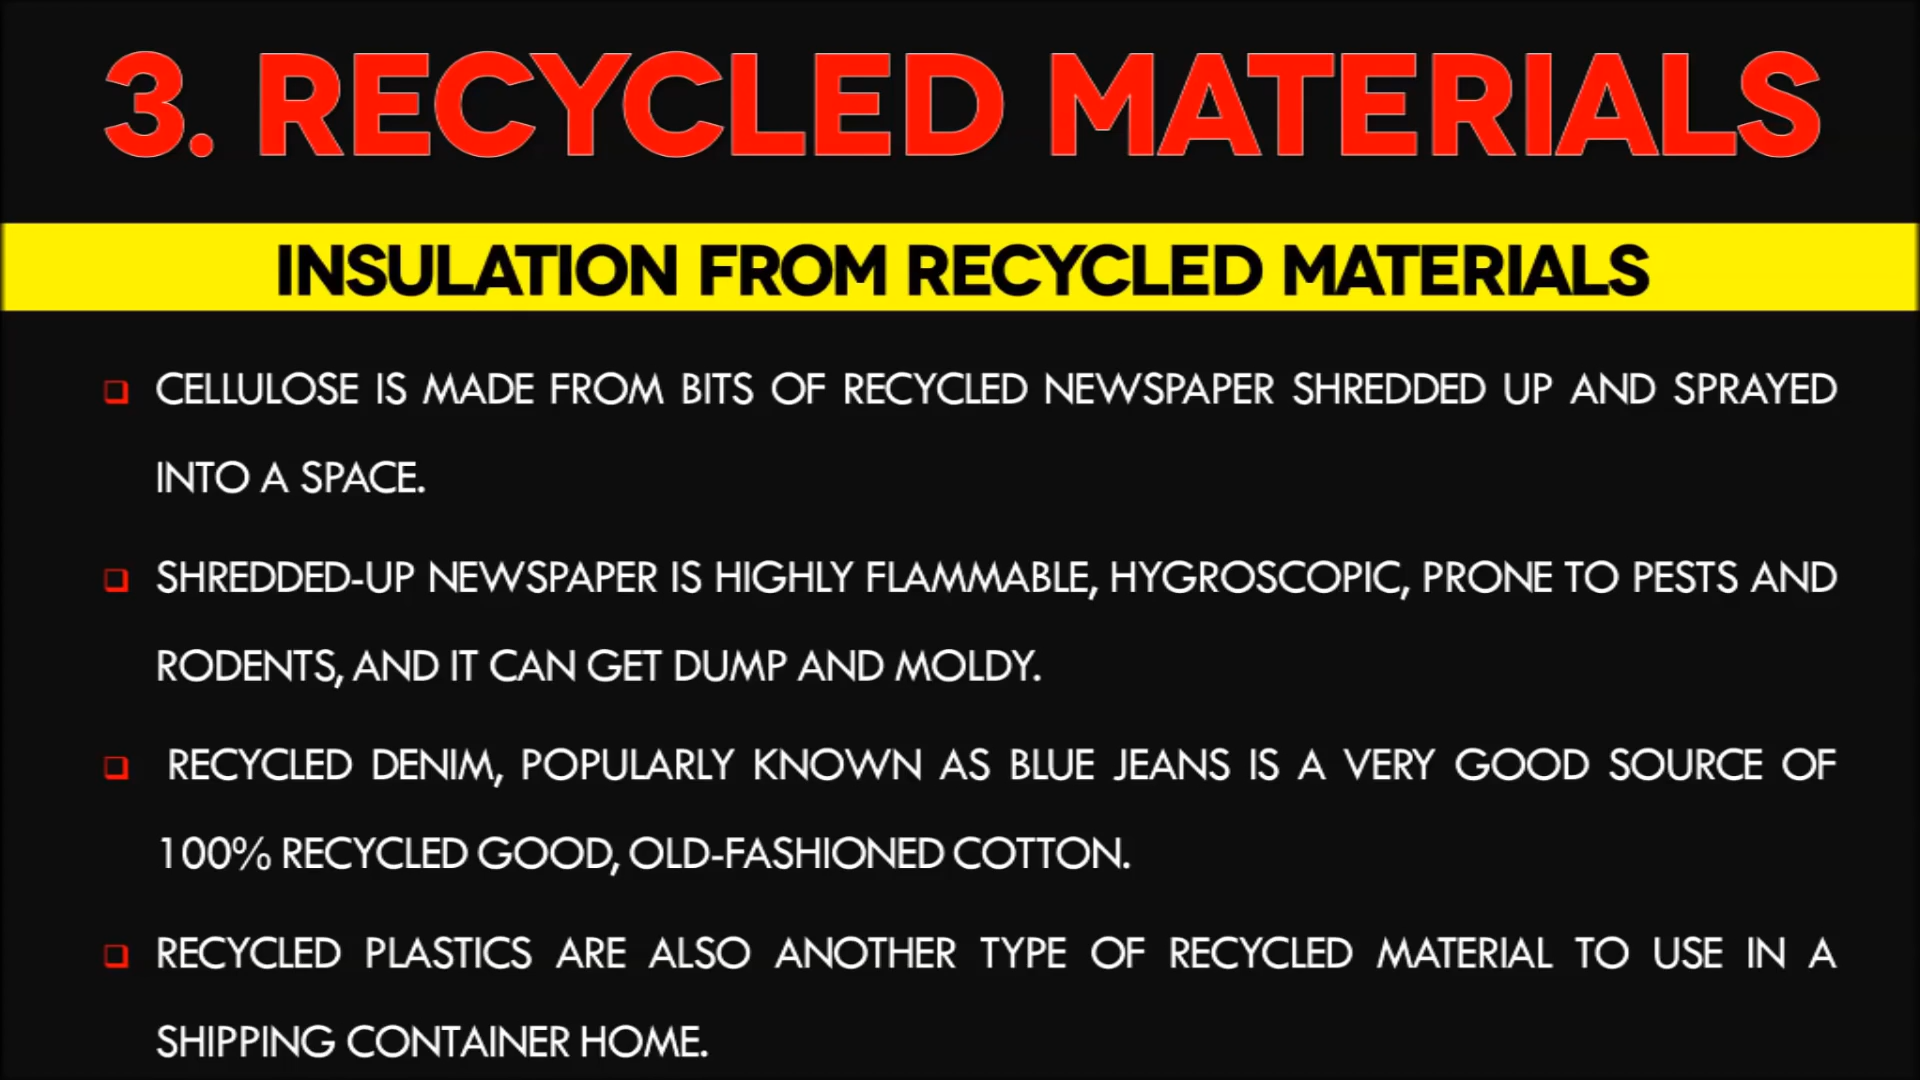 3. RECYCLED MATERIALS
INSULATION FROM RECYCLED MATERIALS
CELLULOSE IS MADE FROM BITS OF RECYCLED NEWSPAPER SHREDDED UP AND SPRAYED
INTO A SPACE.
SHREDDED-UP NEWSPAPER IS HIGHLY FLAMMABLE, HYGROSCOPIC, PRONE TO PESTS AND
RODENTS, AND IT CAN GET DUMP AND MOLDY.
RECYCLED DENIM, POPULARLY KNOWN AS BLUE JEANS IS A VERY GOOD SOURCE OF
100% RECYCLED GOOD, OLD-FASHIONED COTTON.
RECYCLED PLASTICS ARE ALSO ANOTHER TYPE OF RECYCLED MATERIAL TO USE IN A
SHIPPING CONTAINER HOME.